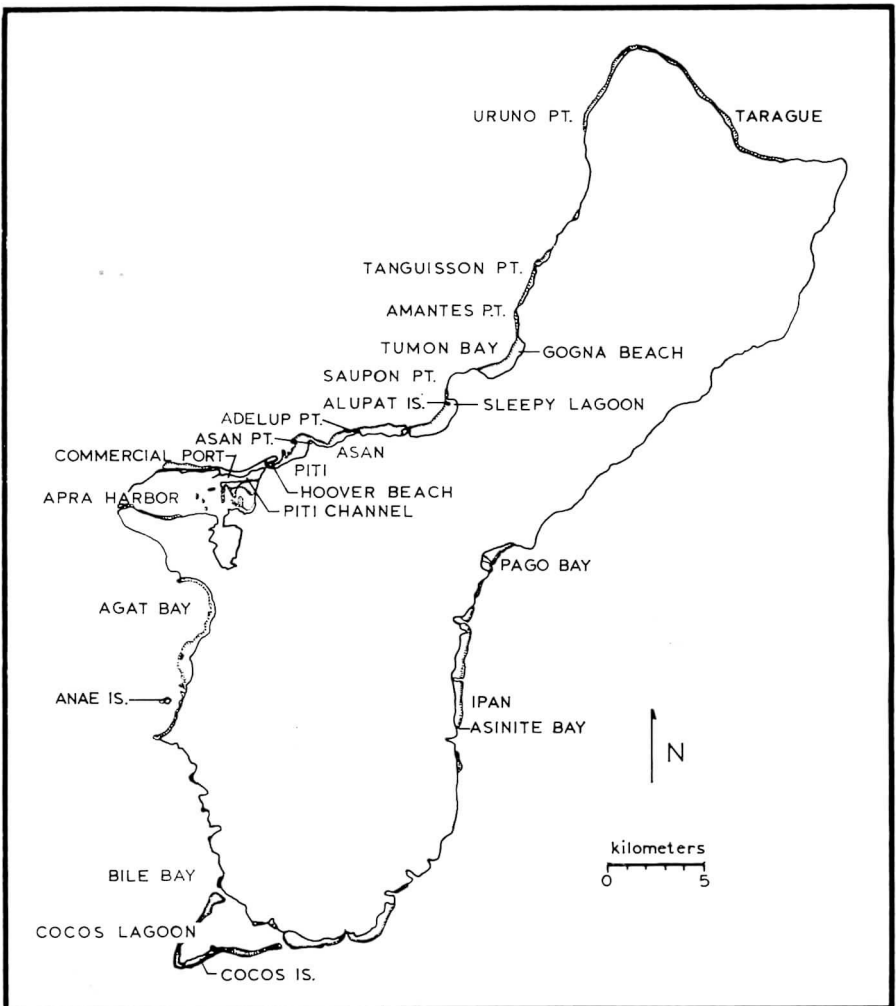 URUNO PT.
TARAGUE
TANGUISSON PT.
AMANTES PT.
TUMON BAY
GOGNA BEACH
SAUPON PT.
ALUPAT IS.
SLEEPY LAGOON
ADELUP PT.
ASAN PT.
ASAN
COMMERCIAL PORT
PITI
APRA HARBOR
HOOVER BEACH
PITI CHANNEL
PAGO BAY
AGAT BAY
ANAE IS.
IPAN
ASINITE BAY
N
kilometers
0 5
BILE BAY
COCOS LAGOON
COCOS IS.